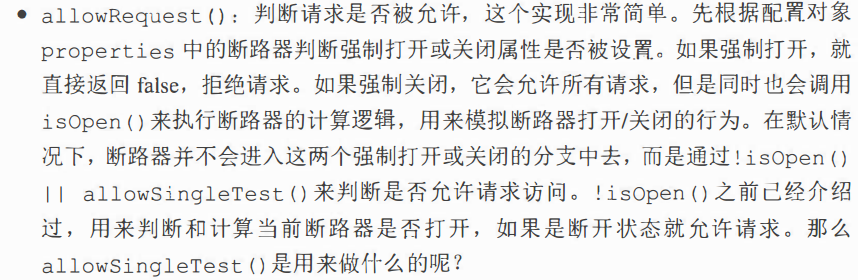 ● allowRequest(): 判断请求是否被允许，这个实现非常简单。先根据配置对象
properties 中的断路器判断强制打开或关闭属性是否被设置。如果强制打开，就
直接返回 false，拒绝请求。如果强制关闭，它会允许所有请求，但是同时也会调用
isOpen()来执行断路器的计算逻辑，用来模拟断路器打开/关闭的行为。在默认情
况下，断路器并不会进入这两个强制打开或关闭的分支中去，而是通过!isOpen()
|| allowSingleTest()来判断是否允许请求访问。!isOpen()之前已经介绍
过，用来判断和计算当前断路器是否打开，如果是断开状态就允许请求。那么
allowSingleTest()是用来做什么的呢？